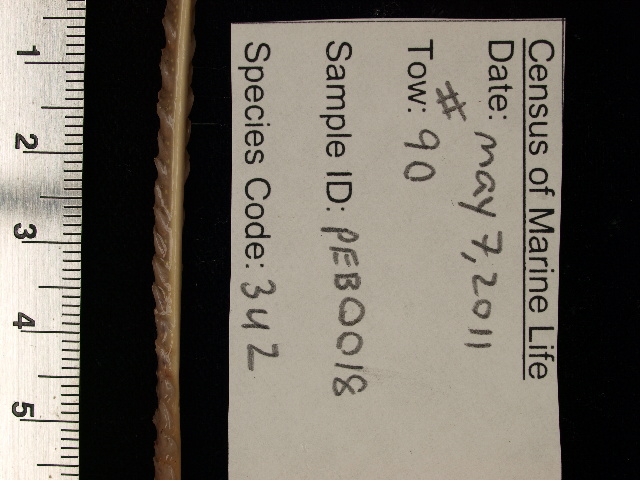 Census of Marine Life
Date: May 7, 2011
Tow: #90
Sample ID: PEB0018
Species Code: 342
1
2
3
4
5